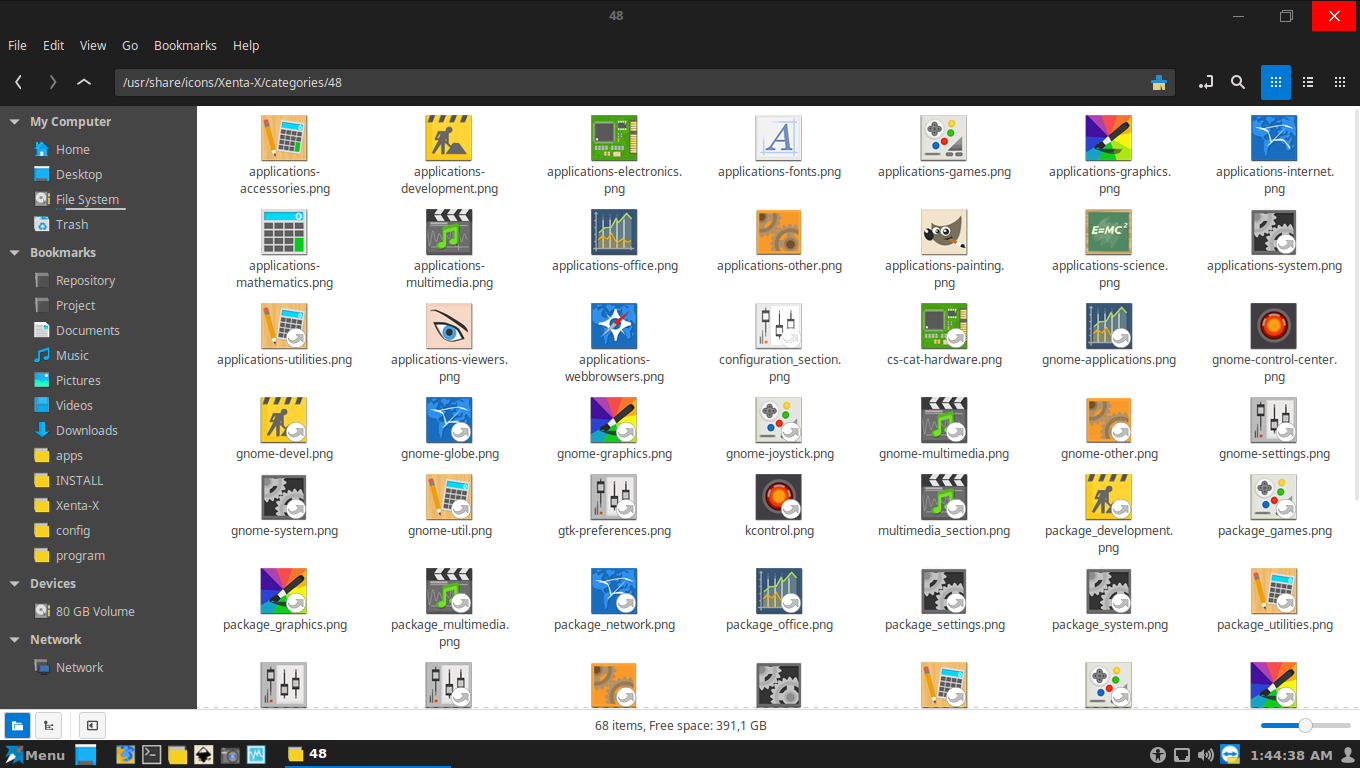 48
File Edit View Go Bookmarks Help
/usr/share/icons/Xenta-X/categories/48
My Computer
Home
Desktop
File System
Trash
Bookmarks
Repository
Project
Documents
Music
Pictures
Videos
Downloads
apps
INSTALL
Xenta-X
config
program
Devices
80 GB Volume
Network
Network
applications-
accessories.png
applications-
development.png
applications-electronics.
png
A
applications-fonts.png
applications-games.png
applications-graphics.
png
applications-internet.
png
0
applications-
mathematics.png
applications-
multimedia.png
applications-office.png
applications-other.png
applications-painting.
png
E=MC²
applications-science.
png
applications-system.png
applications-utilities.png
applications-viewers.
png
applications-
webbrowsers.png
configuration_section.
png
cs-cat-hardware.png
gnome-applications.png
gnome-control-center.
png
gnome-devel.png
gnome-globe.png
gnome-graphics.png
gnome-joystick.png
gnome-multimedia.png
gnome-other.png
gnome-settings.png
gnome-system.png
gnome-util.png
gtk-preferences.png
kcontrol.png
multimedia_section.png
package_development.
png
package_games.png
package_graphics.png
package_multimedia.
png
package_network.png
package_office.png
package_settings.png
package_system.png
package_utilities.png
68 items, Free space: 391,1 GB
Menu
48
1:44:38 AM